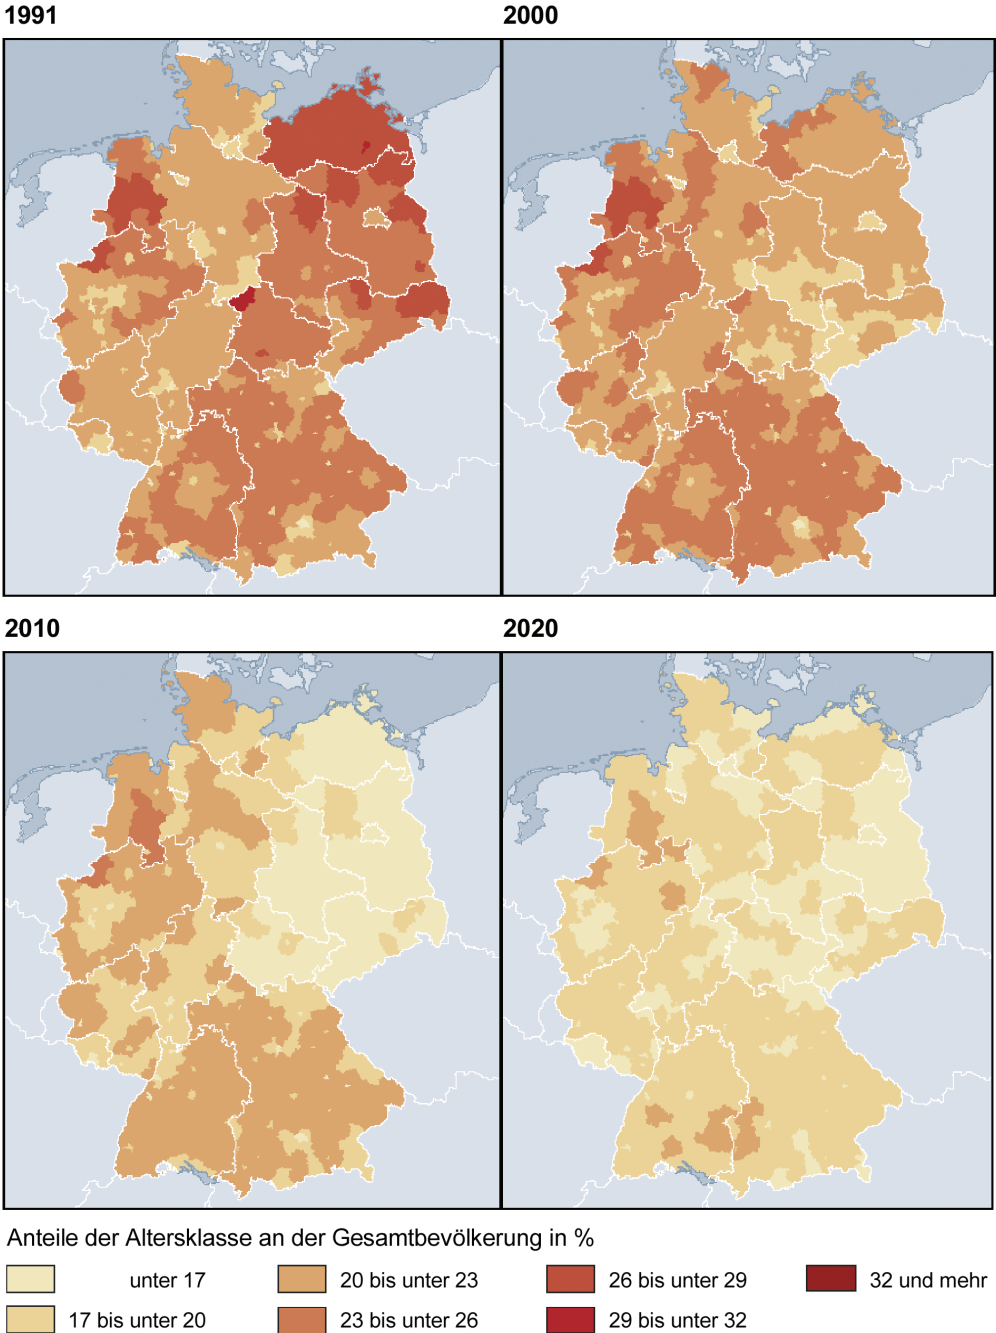 1991
2000
2010
2020
Anteile der Altersklasse an der Gesamtbevölkerung in %
unter 17
20 bis unter 23
26 bis unter 29
32 und mehr
17 bis unter 20
23 bis unter 26
29 bis unter 32